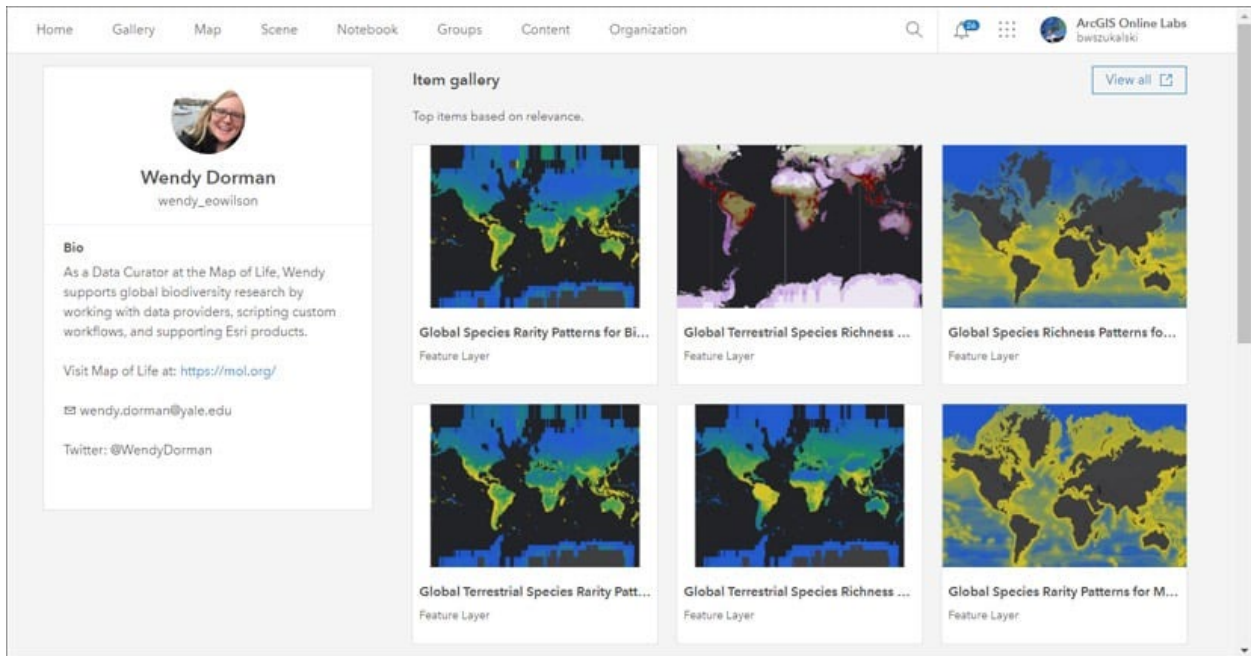 Home Gallery Map Scene Notebook Groups Content Organization
26
ArcGIS Online Labs
bwszukalski
Wendy Dorman
wendy_eowilson
Bio
As a Data Curator at the Map of Life, Wendy
supports global biodiversity research by
working with data providers, scripting custom
workflows, and supporting Esri products.
Visit Map of Life at: https://mol.org/
wendy.dorman@yale.edu
Twitter: @WendyDorman
Item gallery
View all
Top items based on relevance.
Global Species Rarity Patterns for Bi...
Feature Layer
Global Terrestrial Species Richness ...
Feature Layer
Global Species Richness Patterns fo...
Feature Layer
Global Terrestrial Species Rarity Patt...
Feature Layer
Global Terrestrial Species Richness ...
Feature Layer
Global Species Rarity Patterns for M...
Feature Layer